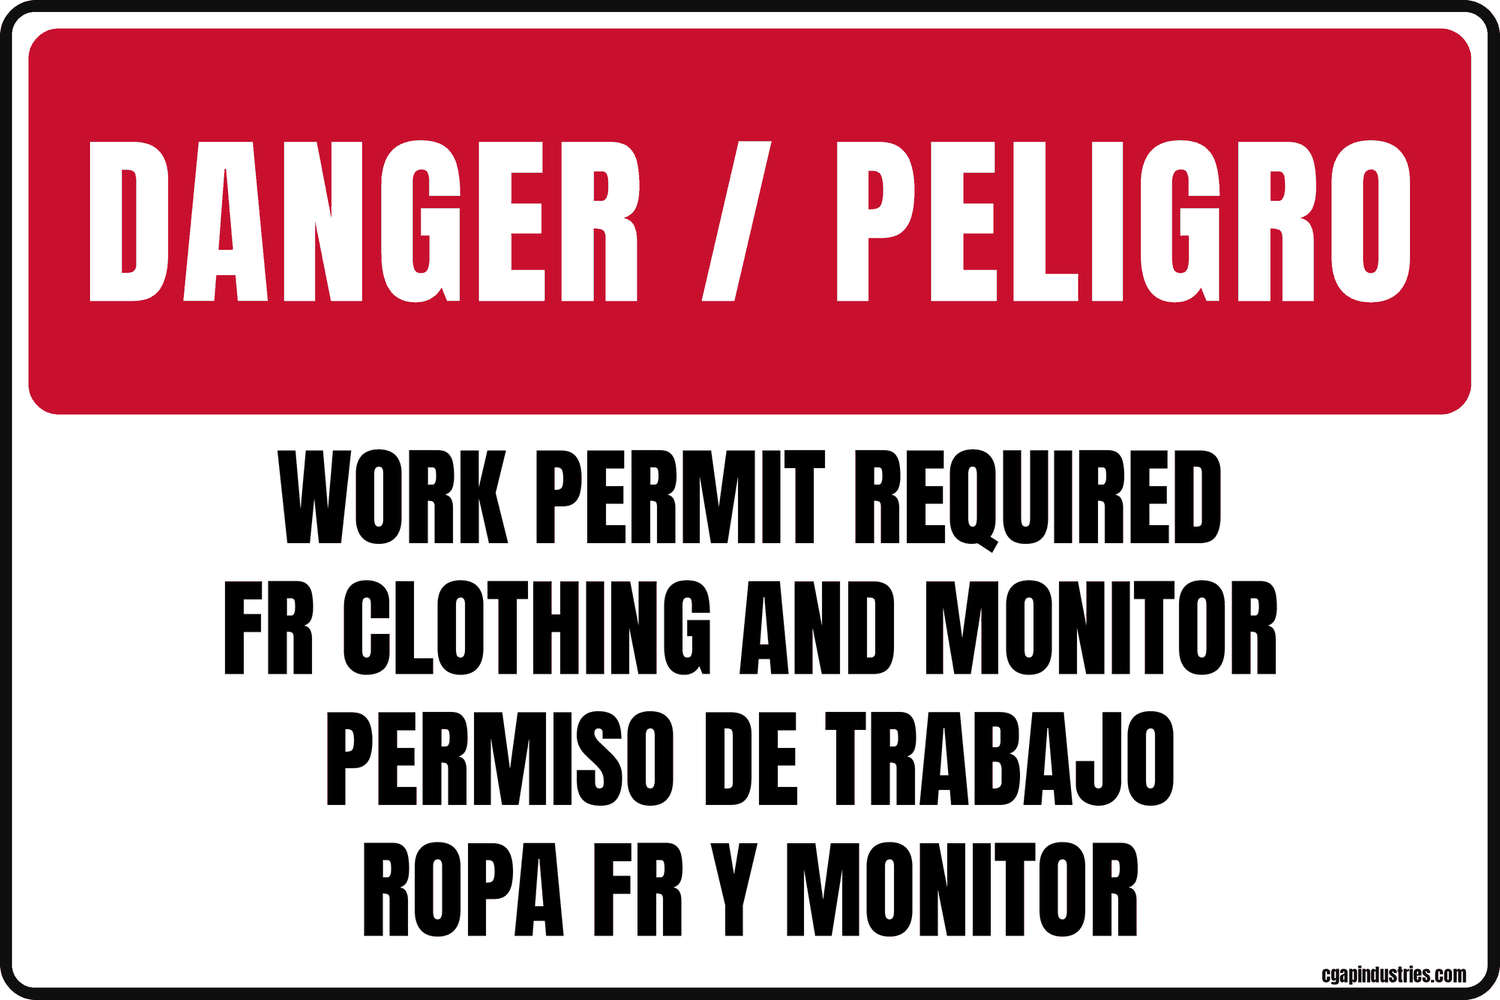 DANGER / PELIGRO
WORK PERMIT REQUIRED
FR CLOTHING AND MONITOR
PERMISO DE TRABAJO
ROPA FR Y MONITOR
cgapindustries.com